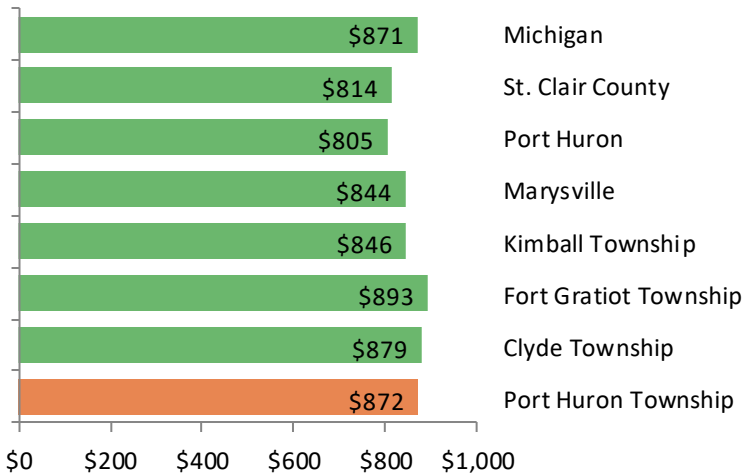 $871 Michigan
$814 St. Clair County
$805 Port Huron
$844 Marysville
$846 Kimball Township
$893 Fort Gratiot Township
$879 Clyde Township
$872 Port Huron Township
$0 $200 $400 $600 $800 $1,000